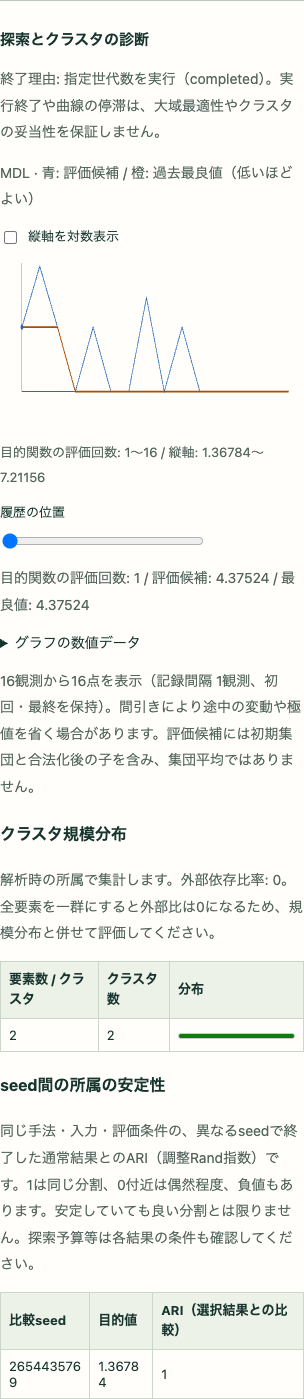 探索とクラスタの診断
終了理由: 指定世代数を実行（completed）。実
行終了や曲線の停滞は、大域最適性やクラスタ
の妥当性を保証しません。
MDL · 青: 評価候補 / 橙: 過去最良値（低いほど
よい）
縦軸を対数表示
目的関数の評価回数: 1〜16 / 縦軸: 1.36784〜
7.21156
履歴の位置
目的関数の評価回数: 1 / 評価候補: 4.37524 / 最
良値: 4.37524
▶ グラフの数値データ
16観測から16点を表示（記録間隔 1観測、初
回・最終を保持）。間引きにより途中の変動や極
値を省く場合があります。評価候補には初期集
団と合法化後の子を含み、集団平均ではありま
せん。
クラスタ規模分布
解析時の所属で集計します。外部依存比率: 0。
全要素を一群にすると外部比は0になるため、規
模分布と併せて評価してください。
要素数 / クラ
スタ
クラスタ
数
分布
2
2
seed間の所属の安定性
同じ手法・入力・評価条件の、異なるseedで終
了した通常結果とのARI（調整Rand指数）で
す。1は同じ分割、0付近は偶然程度、負値もあ
ります。安定していても良い分割とは限りませ
ん。探索予算等は各結果の条件も確認してくだ
さい。
比較seed
目的値
ARI（選択結果との比
較）
265443576
9
1.3678
4
1